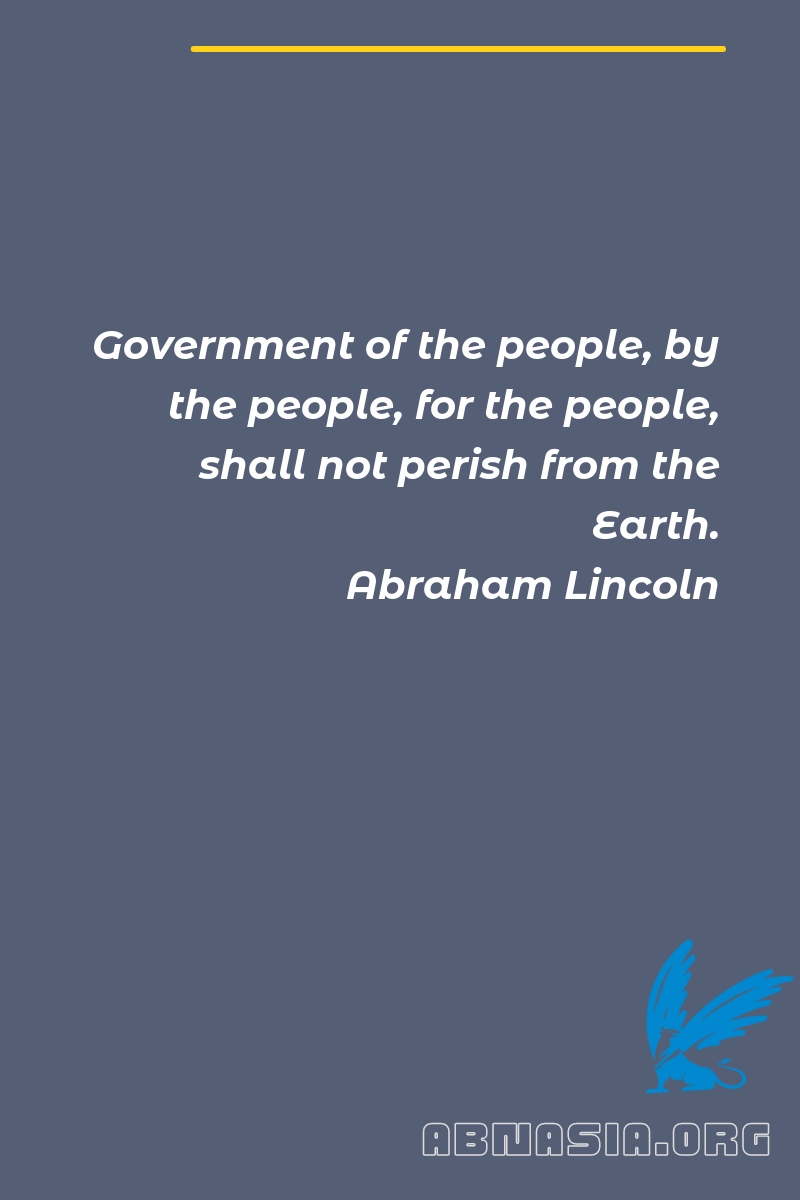 Government of the people, by
the people, for the people,
shall not perish from the
Earth.
Abraham Lincoln
ABNASIA.ORG